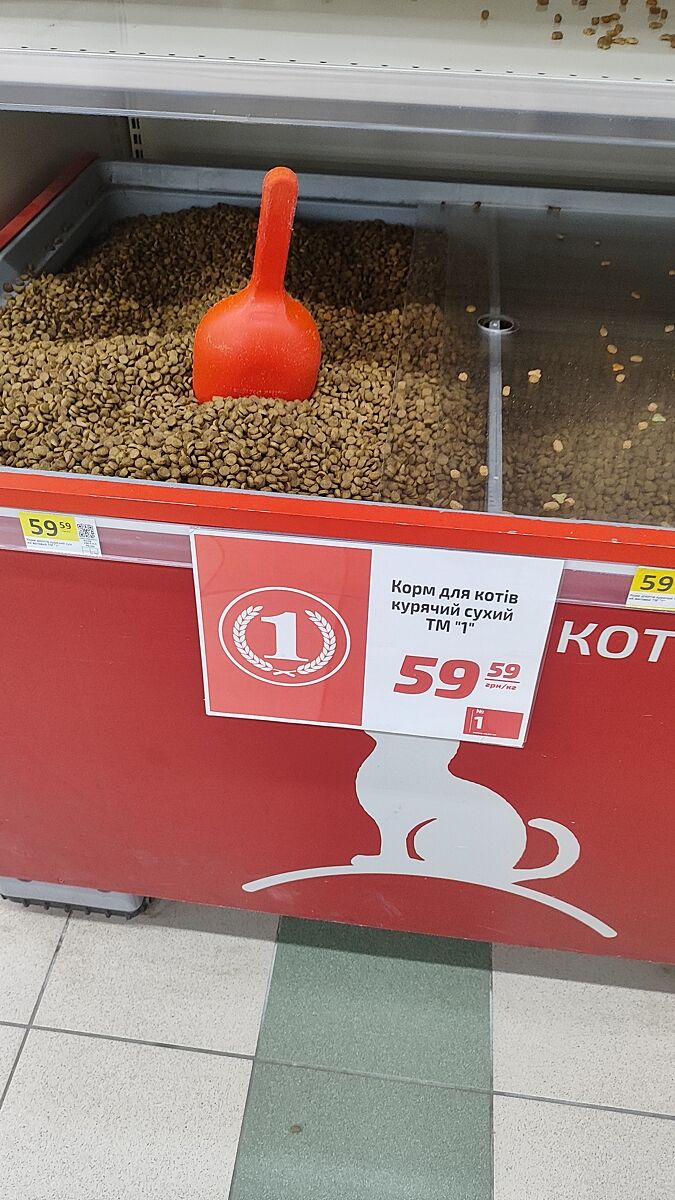 59 59
1
Корм для котів
курячий сухий
ТМ "1"
59 59
грн/кг
№
1
59
КОТ